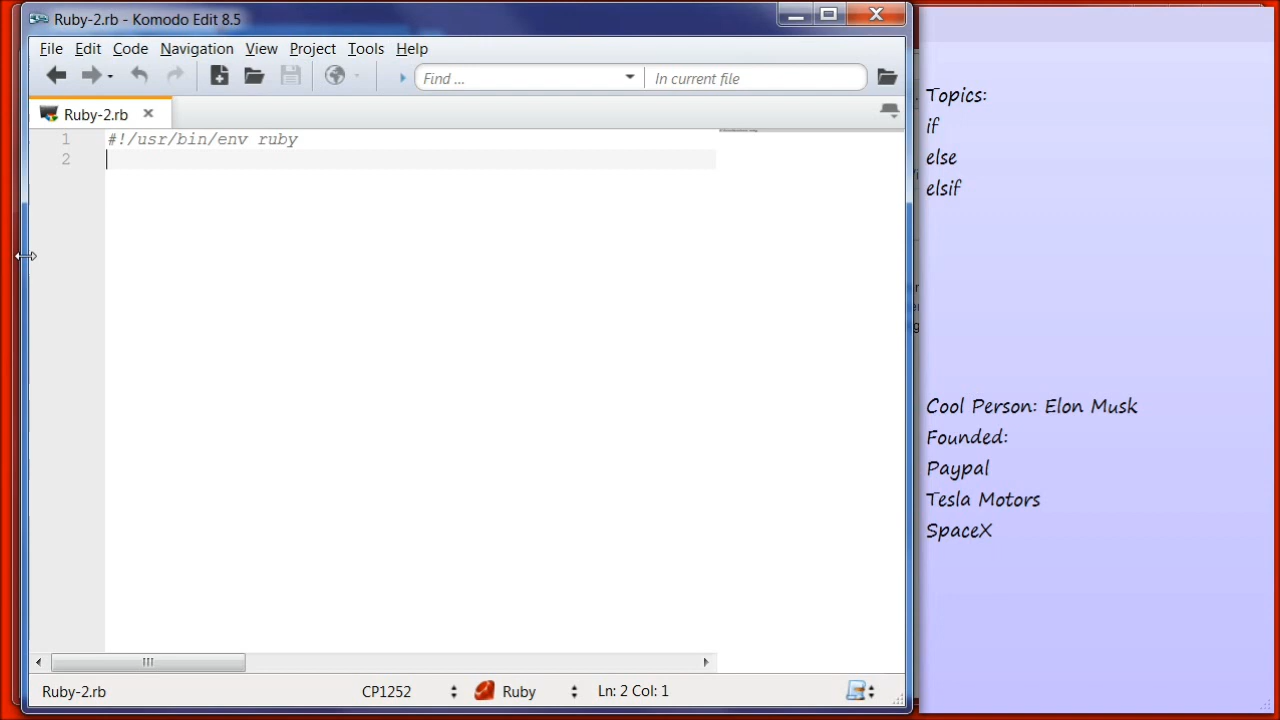 Ruby-2.rb - Komodo Edit 8.5
File Edit Code Navigation View Project Tools Help
Find ... In current file
Ruby-2.rb
1 #!/usr/bin/env ruby
2
Ruby-2.rb CP1252 Ruby Ln: 2 Col: 1
Topics:
if
else
elsif
Cool Person: Elon Musk
Founded:
Paypal
Tesla Motors
SpaceX